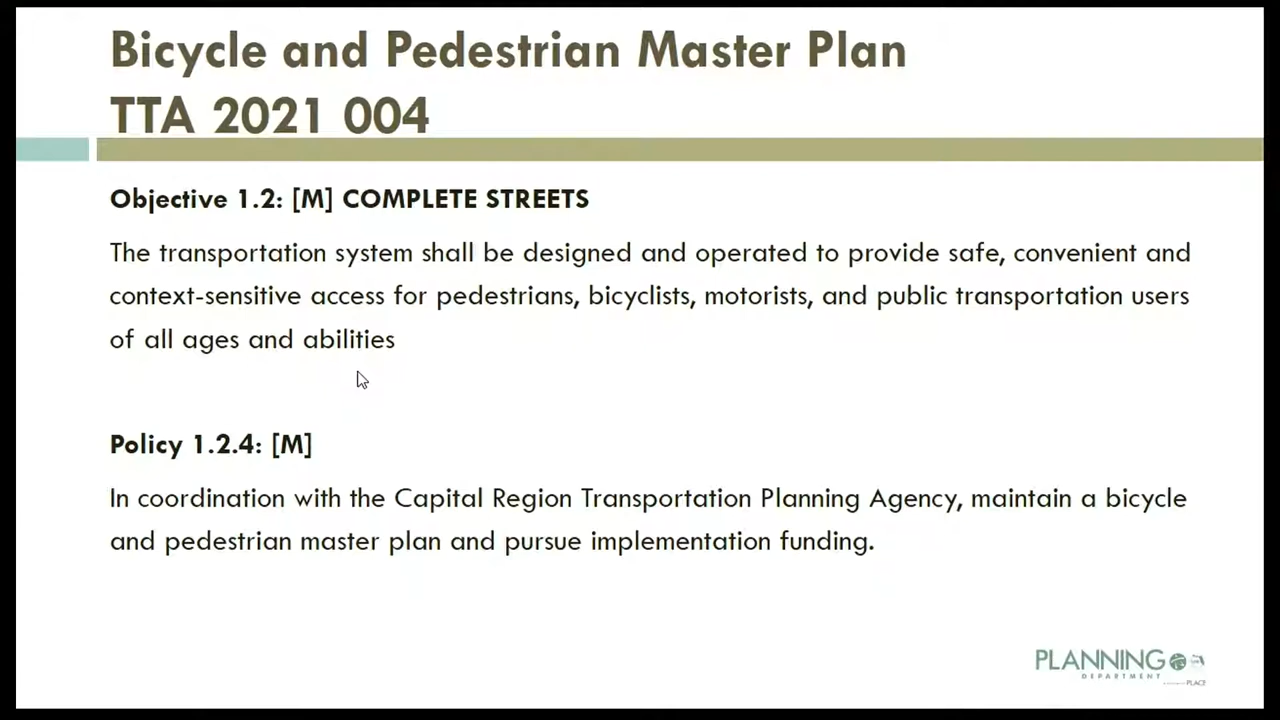 Bicycle and Pedestrian Master Plan
TTA 2021 004
Objective 1.2: [M] COMPLETE STREETS
The transportation system shall be designed and operated to provide safe, convenient and
context-sensitive access for pedestrians, bicyclists, motorists, and public transportation users
of all ages and abilities
Policy 1.2.4: [M]
In coordination with the Capital Region Transportation Planning Agency, maintain a bicycle
and pedestrian master plan and pursue implementation funding.
PLANNING
DEPARTMENT
PLACE